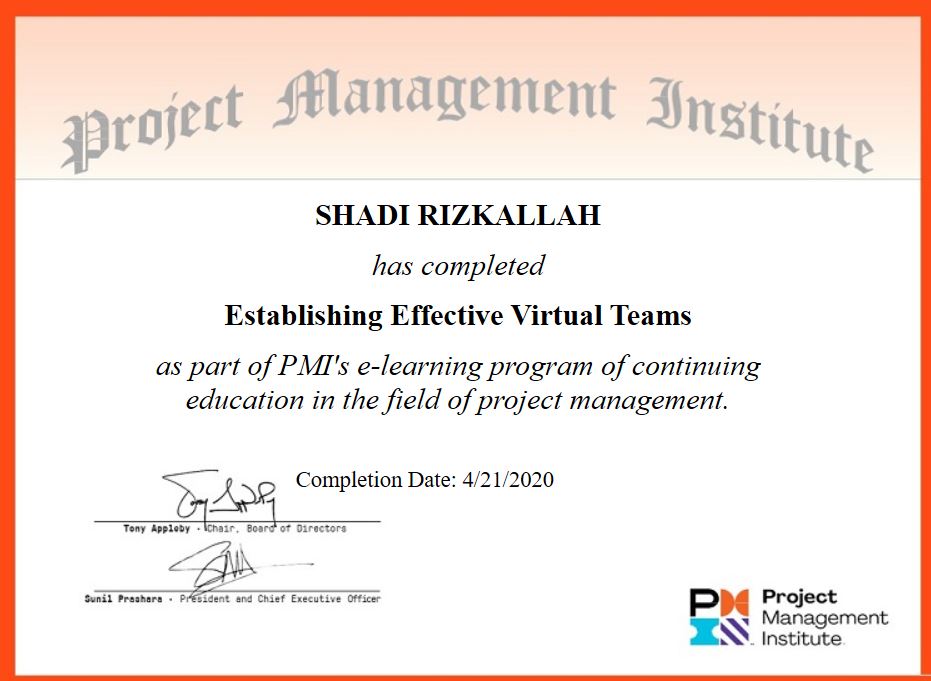 Project Management Institute
SHADI RIZKALLAH
has completed
Establishing Effective Virtual Teams
as part of PMI's e-learning program of continuing
education in the field of project management.
Completion Date: 4/21/2020
Tony Appleby - Chair, Board of Directors
Sunil Prashara - President and Chief Executive Officer
Project
Management
Institute